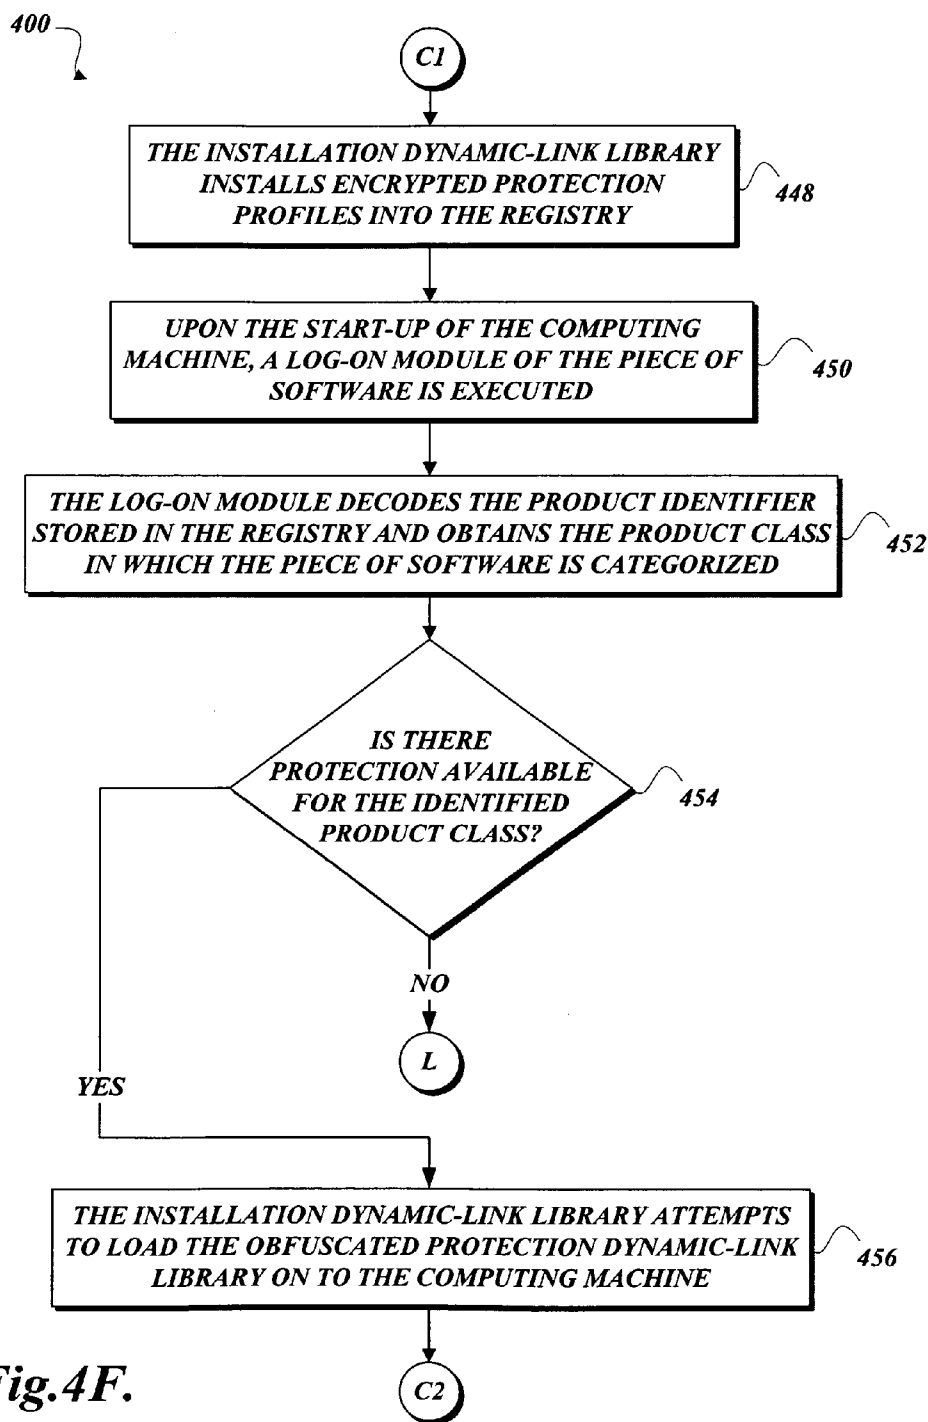 400
C1
THE INSTALLATION DYNAMIC-LINK LIBRARY
INSTALLS ENCRYPTED PROTECTION
PROFILES INTO THE REGISTRY
448
UPON THE START-UP OF THE COMPUTING
MACHINE, A LOG-ON MODULE OF THE PIECE OF
SOFTWARE IS EXECUTED
450
THE LOG-ON MODULE DECODES THE PRODUCT IDENTIFIER
STORED IN THE REGISTRY AND OBTAINS THE PRODUCT CLASS
IN WHICH THE PIECE OF SOFTWARE IS CATEGORIZED
452
IS THERE
PROTECTION AVAILABLE
FOR THE IDENTIFIED
PRODUCT CLASS?
454
NO
L
YES
THE INSTALLATION DYNAMIC-LINK LIBRARY ATTEMPTS
TO LOAD THE OBFUSCATED PROTECTION DYNAMIC-LINK
LIBRARY ON TO THE COMPUTING MACHINE
456
C2
Fig.4F.